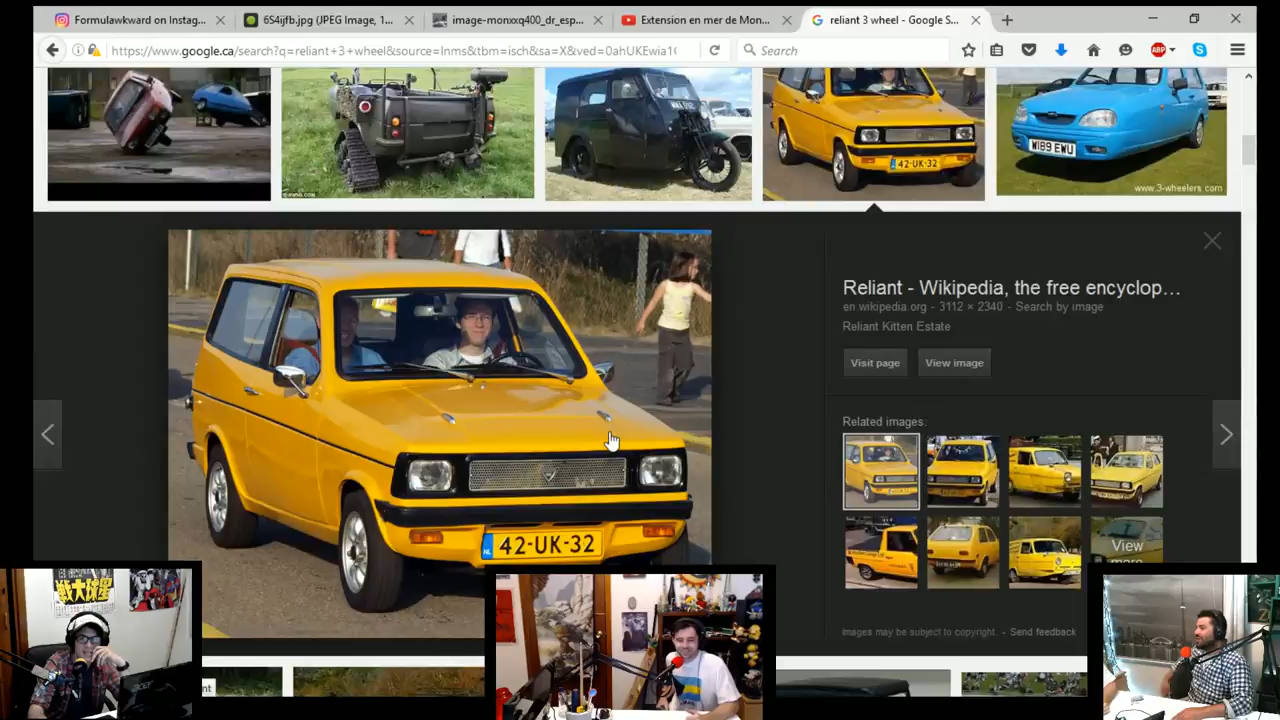 Formulawkward on Instag...
6S4ijfb.jpg (JPEG Image, 1...
image-monxxq400_dr_esp...
Extension en mer de Mon...
reliant 3 wheel - Google S...
https://www.google.ca/search?q=reliant+3+wheel&source=lnms&tbm=isch&sa=X&ved=0ahUKEwia1
Search
ABP
42-UK-32
W189 EWU
www.3-wheelers.com
Reliant - Wikipedia, the free encyclop...
en.wikipedia.org - 3112 × 2340 - Search by image
Reliant Kitten Estate
Visit page
View image
Related images:
NL 42-UK-32
View
more
Images may be subject to copyright. - Send feedback